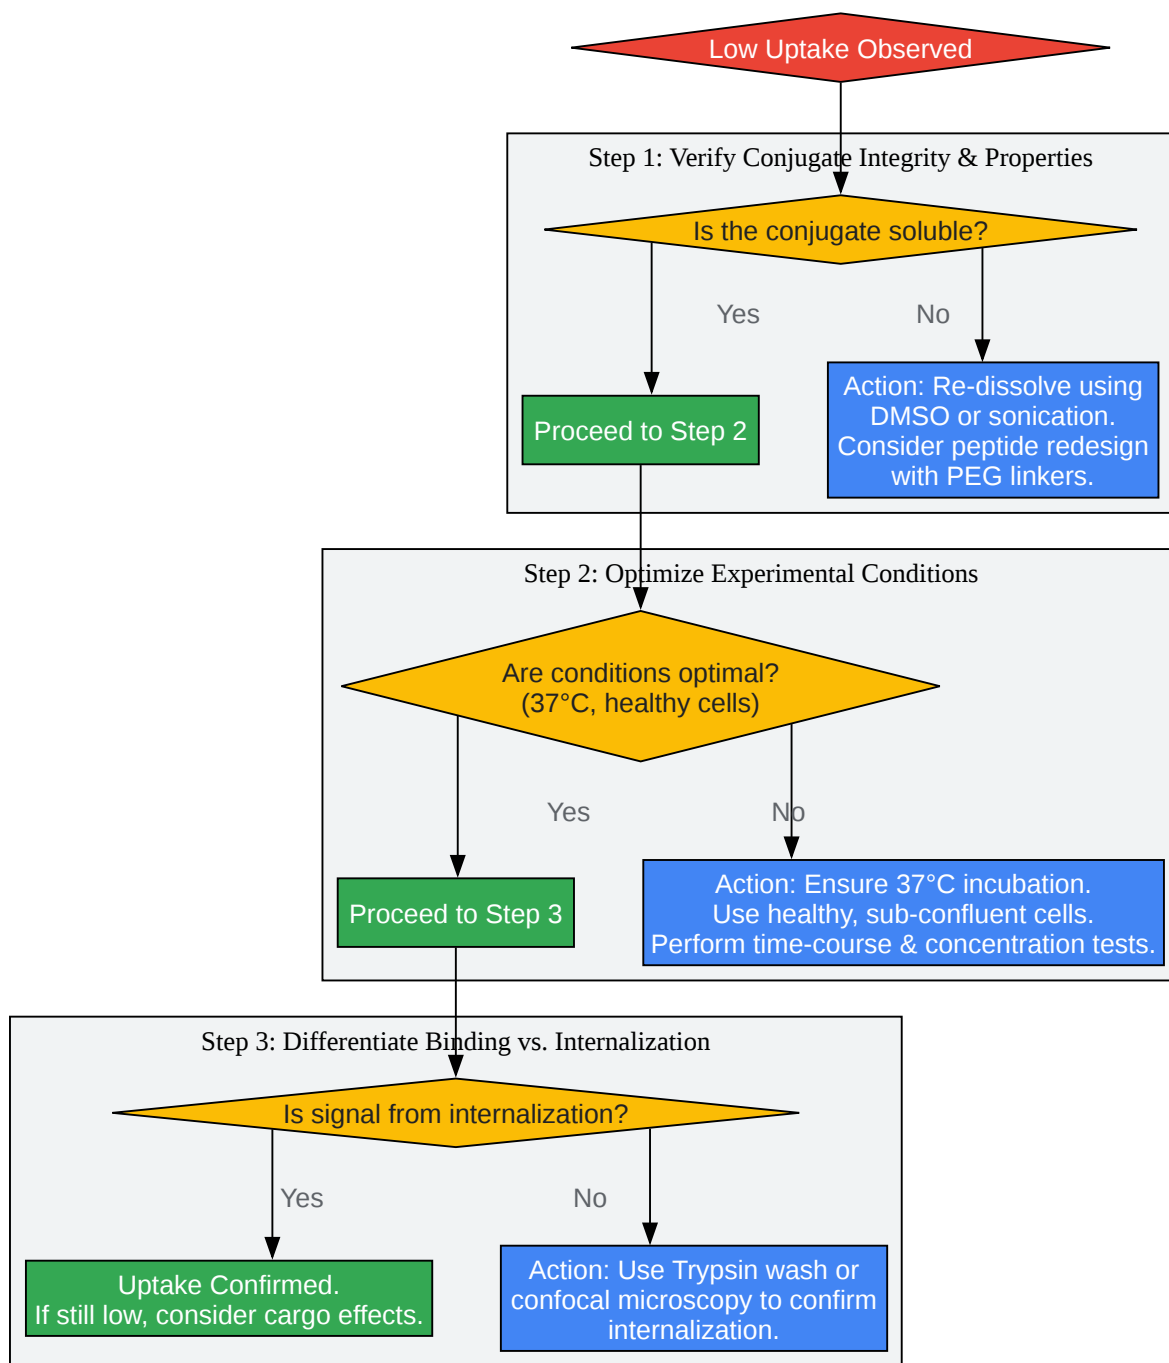 Low Uptake Observed
Step 1: Verify Conjugate Integrity & Properties
Is the conjugate soluble?
Yes
No
Proceed to Step 2
Action: Re-dissolve using
DMSO or sonication.
Consider peptide redesign
with PEG linkers.
Step 2: Optimize Experimental Conditions
Are conditions optimal?
(37°C, healthy cells)
Yes
No
Proceed to Step 3
Action: Ensure 37°C incubation.
Use healthy, sub-confluent cells.
Perform time-course & concentration tests.
Step 3: Differentiate Binding vs. Internalization
Is signal from internalization?
Yes
No
Uptake Confirmed.
If still low, consider cargo effects.
Action: Use Trypsin wash or
confocal microscopy to confirm
internalization.